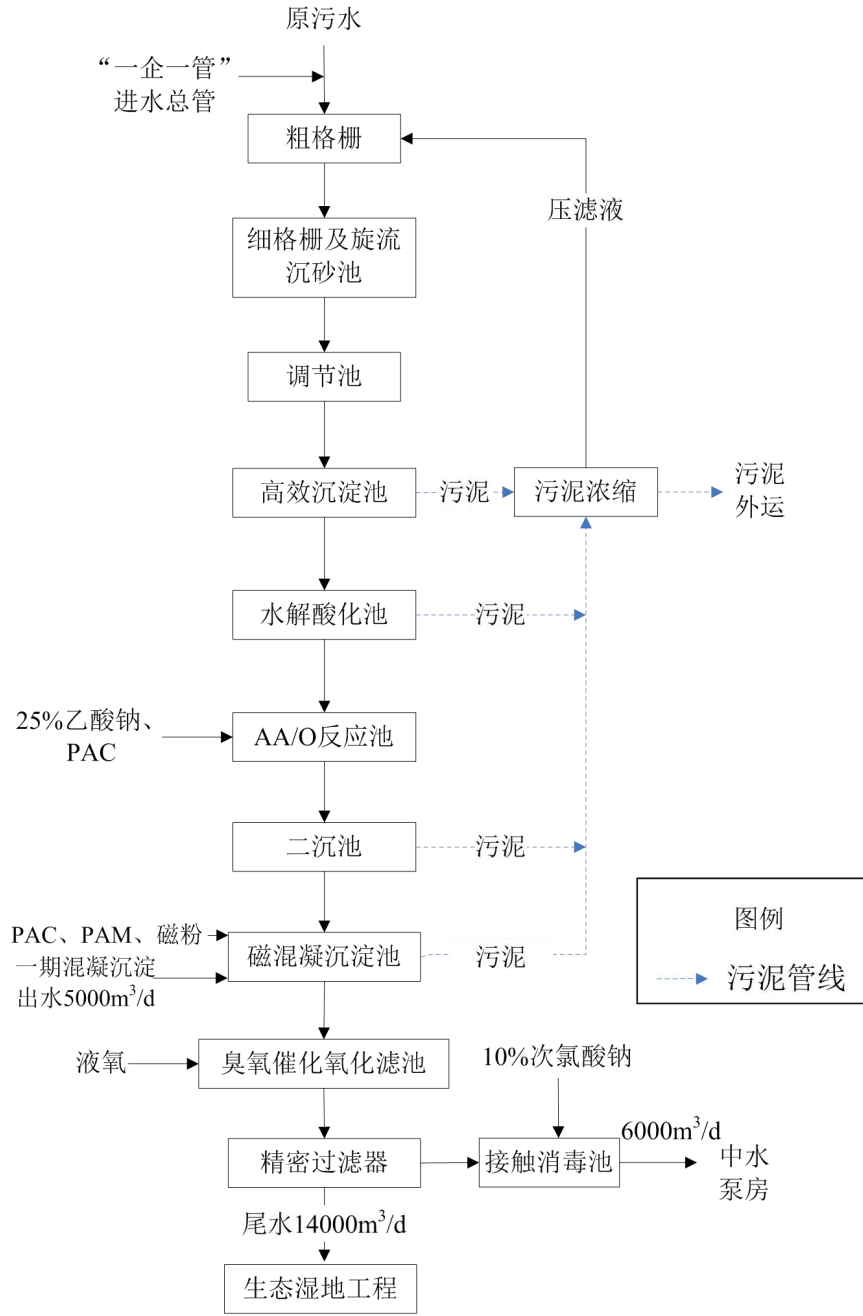 原污水
“一企一管”
进水总管
粗格栅
压滤液
细格栅及旋流
沉砂池
调节池
高效沉淀池
污泥
污泥浓缩
污泥
外运
水解酸化池
污泥
25%乙酸钠、
PAC
AA/O反应池
二沉池
污泥
图例
污泥管线
PAC、PAM、磁粉
一期混凝沉淀
出水5000m³/d
磁混凝沉淀池
污泥
液氧
臭氧催化氧化滤池
10%次氯酸钠
精密过滤器
接触消毒池
6000m³/d
中水
泵房
尾水14000m³/d
生态湿地工程